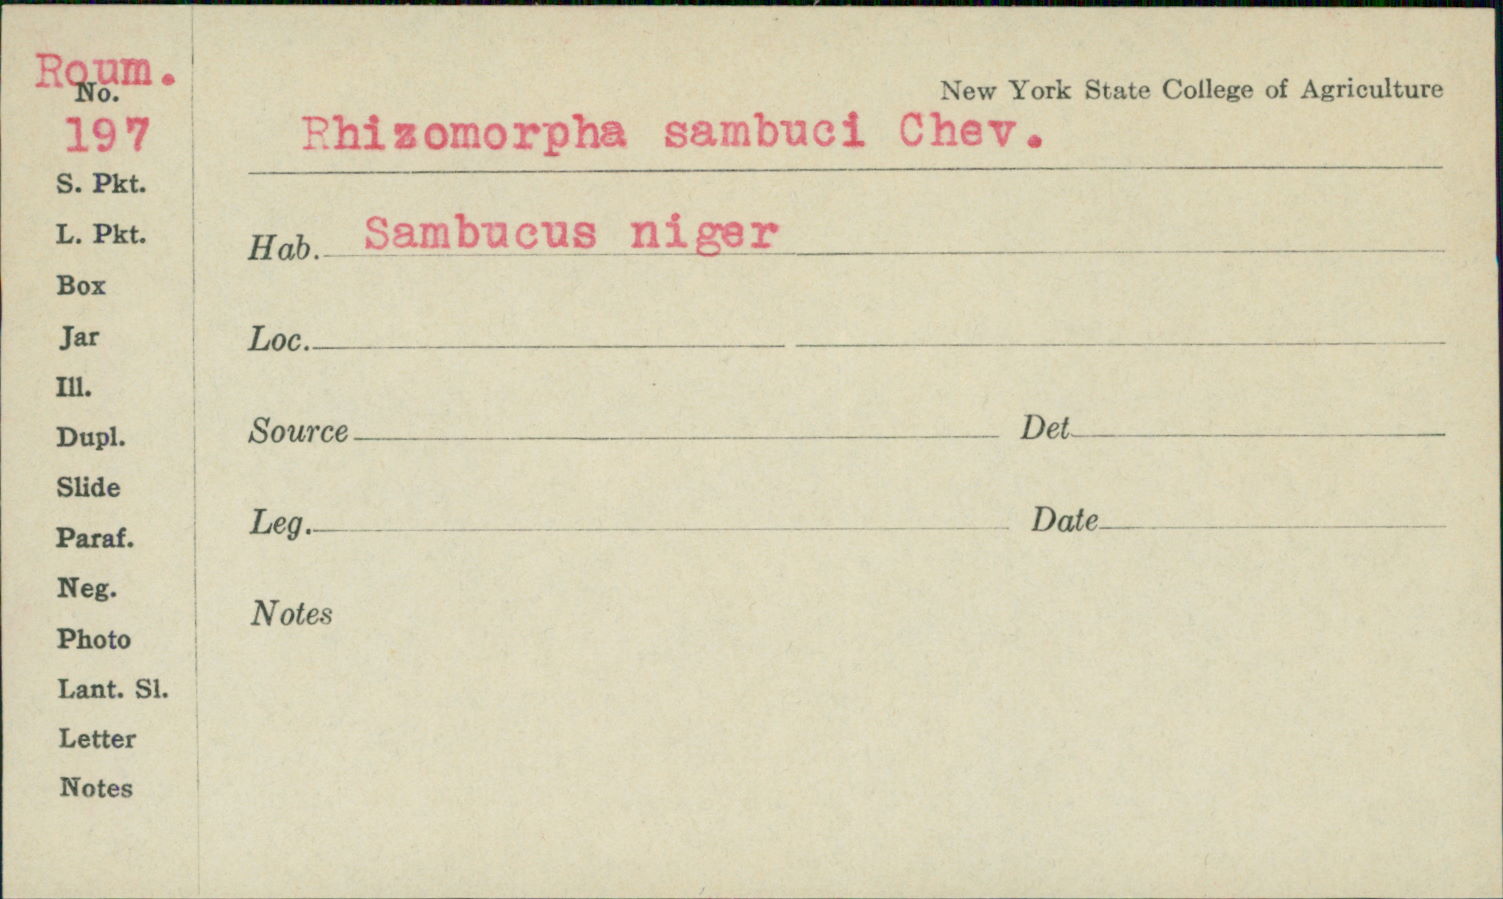 Roum.
No.
197
S. Pkt.
L. Pkt.
Box
Jar
Ill.
Dupl.
Slide
Paraf.
Neg.
Photo
Lant. Sl.
Letter
Notes
New York State College of Agriculture
Rhizomorpha sambuci Chev.
Hab. Sambucus niger
Loc.
Source Det
Leg. Date
Notes